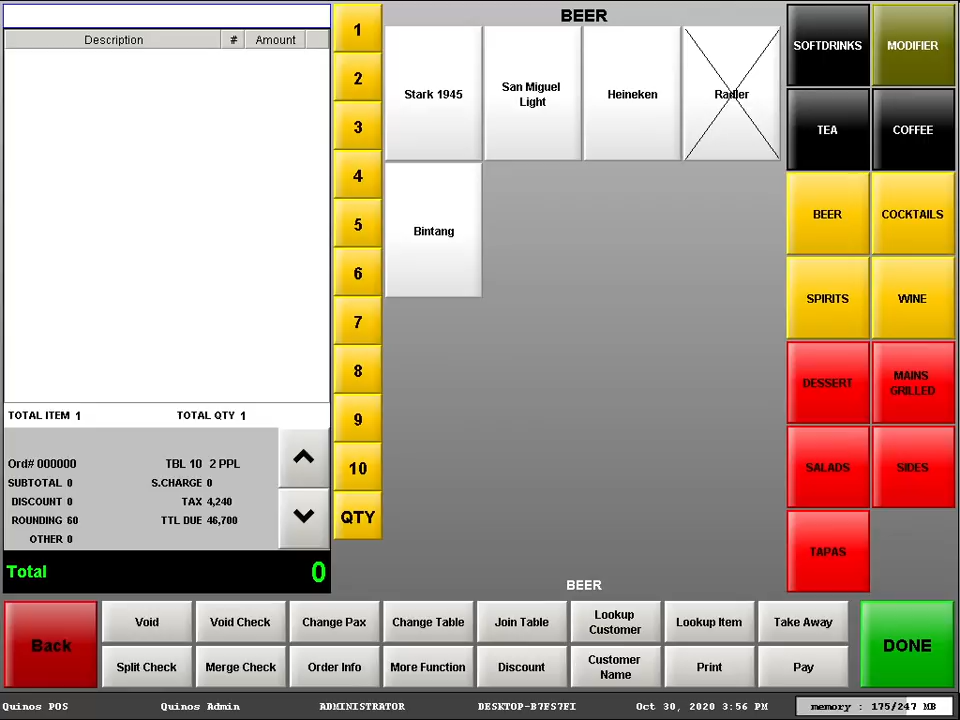 BEER
Description # Amount
1
2
3
4
5
6
7
8
9
10
QTY
Stark 1945
San Miguel
Light
Heineken
Radler
Bintang
SOFTDRINKS
MODIFIER
TEA
COFFEE
BEER
COCKTAILS
SPIRITS
WINE
DESSERT
MAINS
GRILLED
SALADS
SIDES
TAPAS
TOTAL ITEM 1 TOTAL QTY 1
Ord# 000000 TBL 10 2 PPL
SUBTOTAL 0 S.CHARGE 0
DISCOUNT 0 TAX 4,240
ROUNDING 60 TTL DUE 46,700
OTHER 0
Total 0
BEER
Back
Void
Void Check
Change Pax
Change Table
Join Table
Lookup
Customer
Lookup Item
Take Away
Split Check
Merge Check
Order Info
More Function
Discount
Customer
Name
Print
Pay
DONE
Quinos POS Quinos Admin ADMINISTRATOR DESKTOP-B7FS7EI Oct 30, 2020 3:56 PM memory : 175/247 MB